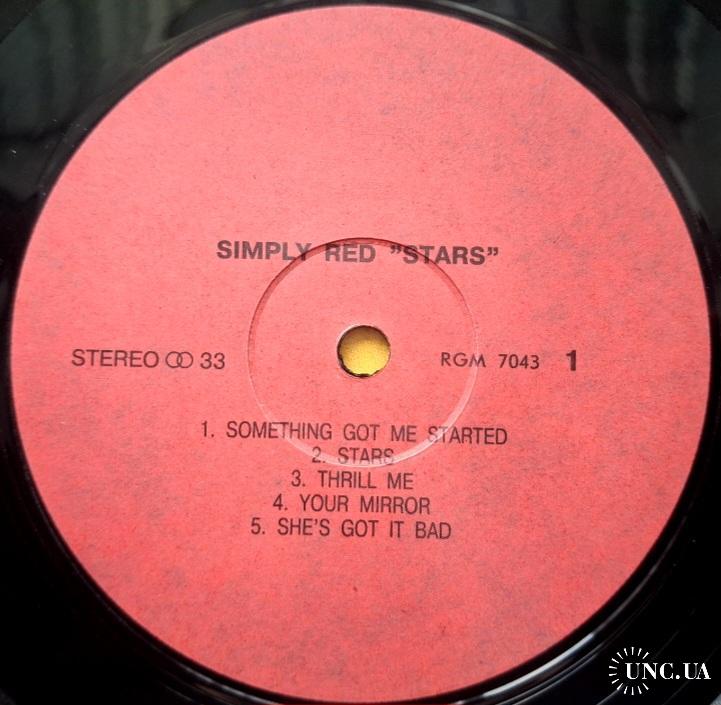 SIMPLY RED ”STARS”
STEREO 33
RGM 7043 1
1. SOMETHING GOT ME STARTED
2. STARS
3. THRILL ME
4. YOUR MIRROR
5. SHE'S GOT IT BAD
UNC.UA